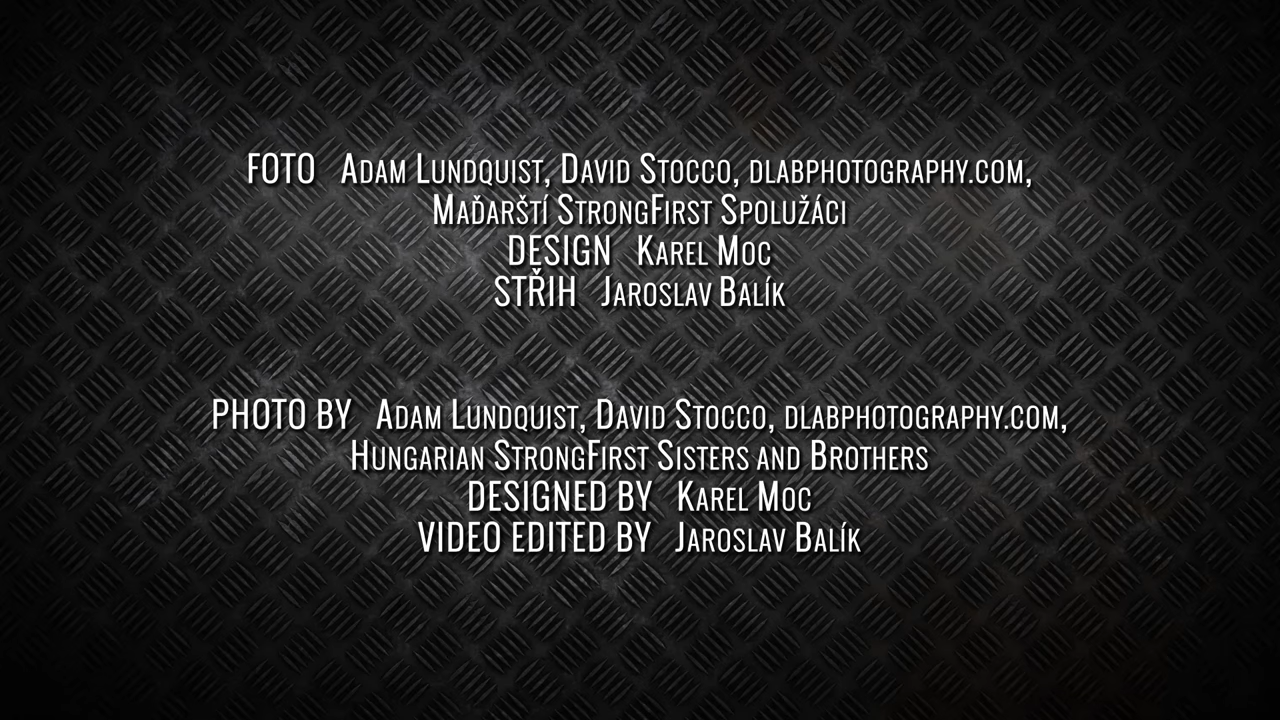 FOTO Adam Lundquist, David Stocco, dlabphotography.com,
Maďarští StrongFirst Spolužáci
DESIGN Karel Moc
STŘIH Jaroslav Balík
PHOTO BY Adam Lundquist, David Stocco, dlabphotography.com,
Hungarian StrongFirst Sisters and Brothers
DESIGNED BY Karel Moc
VIDEO EDITED BY Jaroslav Balík